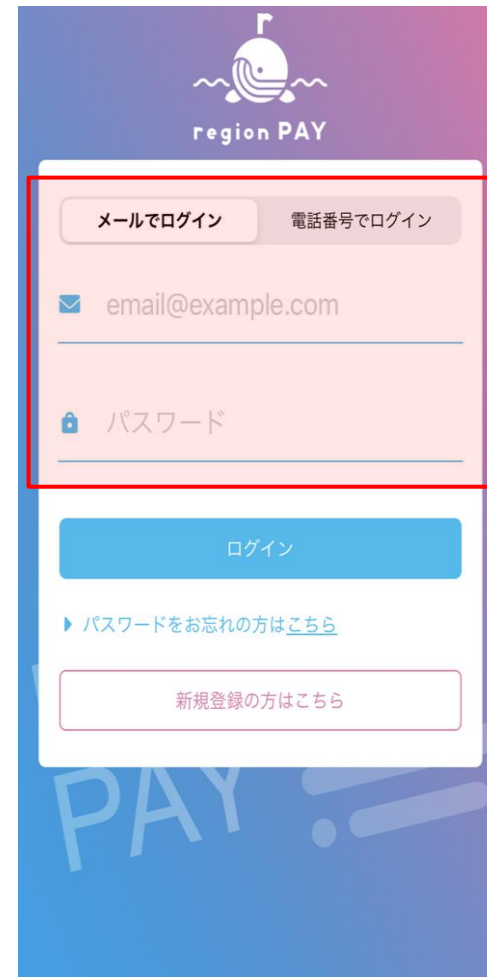 r
region PAY
メールでログイン 電話番号でログイン
email@example.com
パスワード
ログイン
パスワードをお忘れの方はこちら
新規登録の方はこちら
PAY